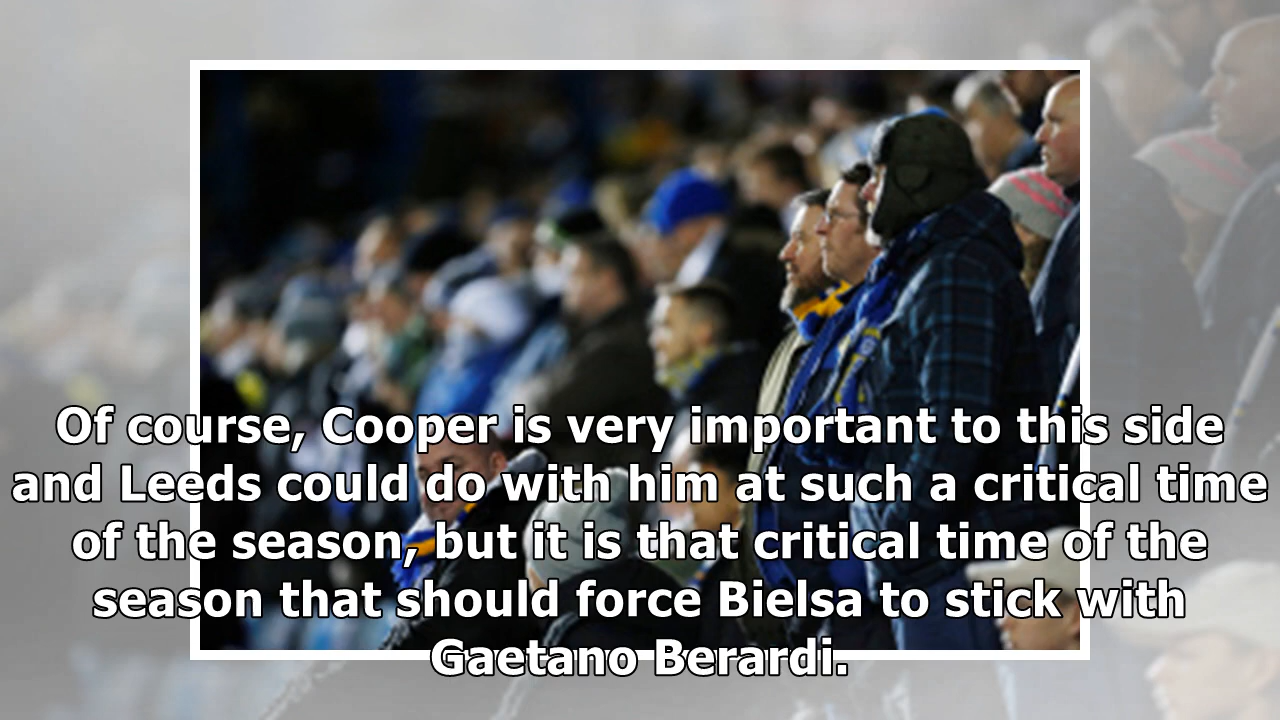 Of course, Cooper is very important to this side
and Leeds could do with him at such a critical time
of the season, but it is that critical time of the
season that should force Bielsa to stick with
Gaetano Berardi.